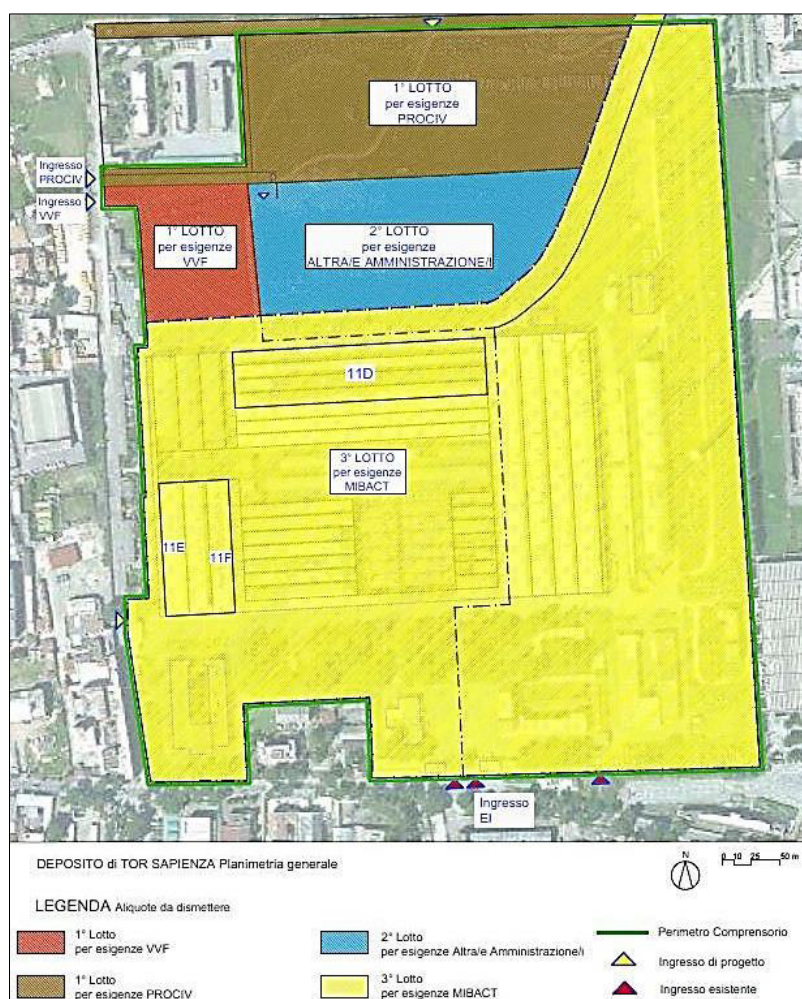 1° LOTTO
per esigenze
PROCIV
Ingresso
PROCIV
Ingresso
VVF
1° LOTTO
per esigenze
VVF
2° LOTTO
per esigenze
ALTRA/E AMMINISTRAZIONE/I
11D
3° LOTTO
per esigenze
MIBACT
11E
11F
Ingresso
EI
DEPOSITO di TOR SAPIENZA Planimetria generale
N
0 10 25 50 m
LEGENDA Aliquote da dismettere
1° Lotto
per esigenze VVF
2° Lotto
per esigenze Altra/e Amministrazione/i
Perimetro Comprensorio
Ingresso di progetto
1° Lotto
per esigenze PROCIV
3° Lotto
per esigenze MIBACT
Ingresso esistente